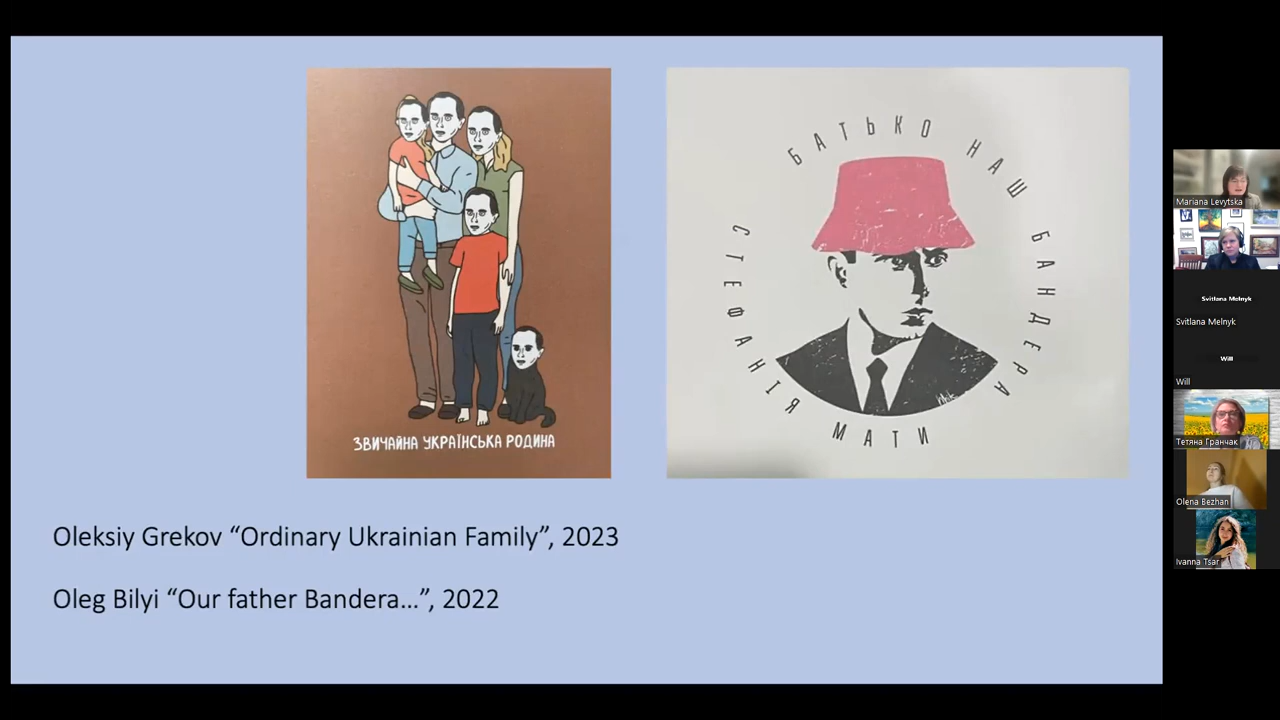 ЗВИЧАЙНА УКРАЇНСЬКА РОДИНА
БАТЬКО НАШ БАНДЕРА
СТЕФАНІЯ МАТИ
Oleksiy Grekov “Ordinary Ukrainian Family”, 2023
Oleg Bilyi “Our father Bandera...”, 2022
Mariana Levytska
Svitlana Melnyk
Svitlana Melnyk
Will
Will
Тетяна Гранчак
Olena Bezhan
Ivanna Tsar